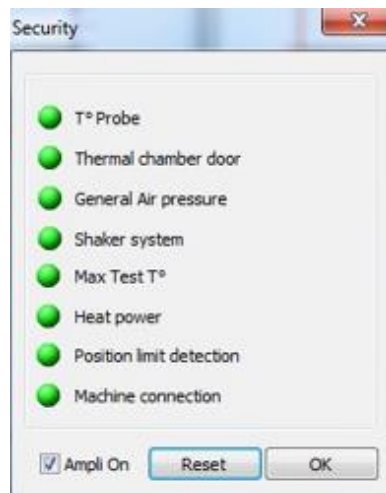 Security
T° Probe
Thermal chamber door
General Air pressure
Shaker system
Max Test T°
Heat power
Position limit detection
Machine connection
Ampli On Reset OK